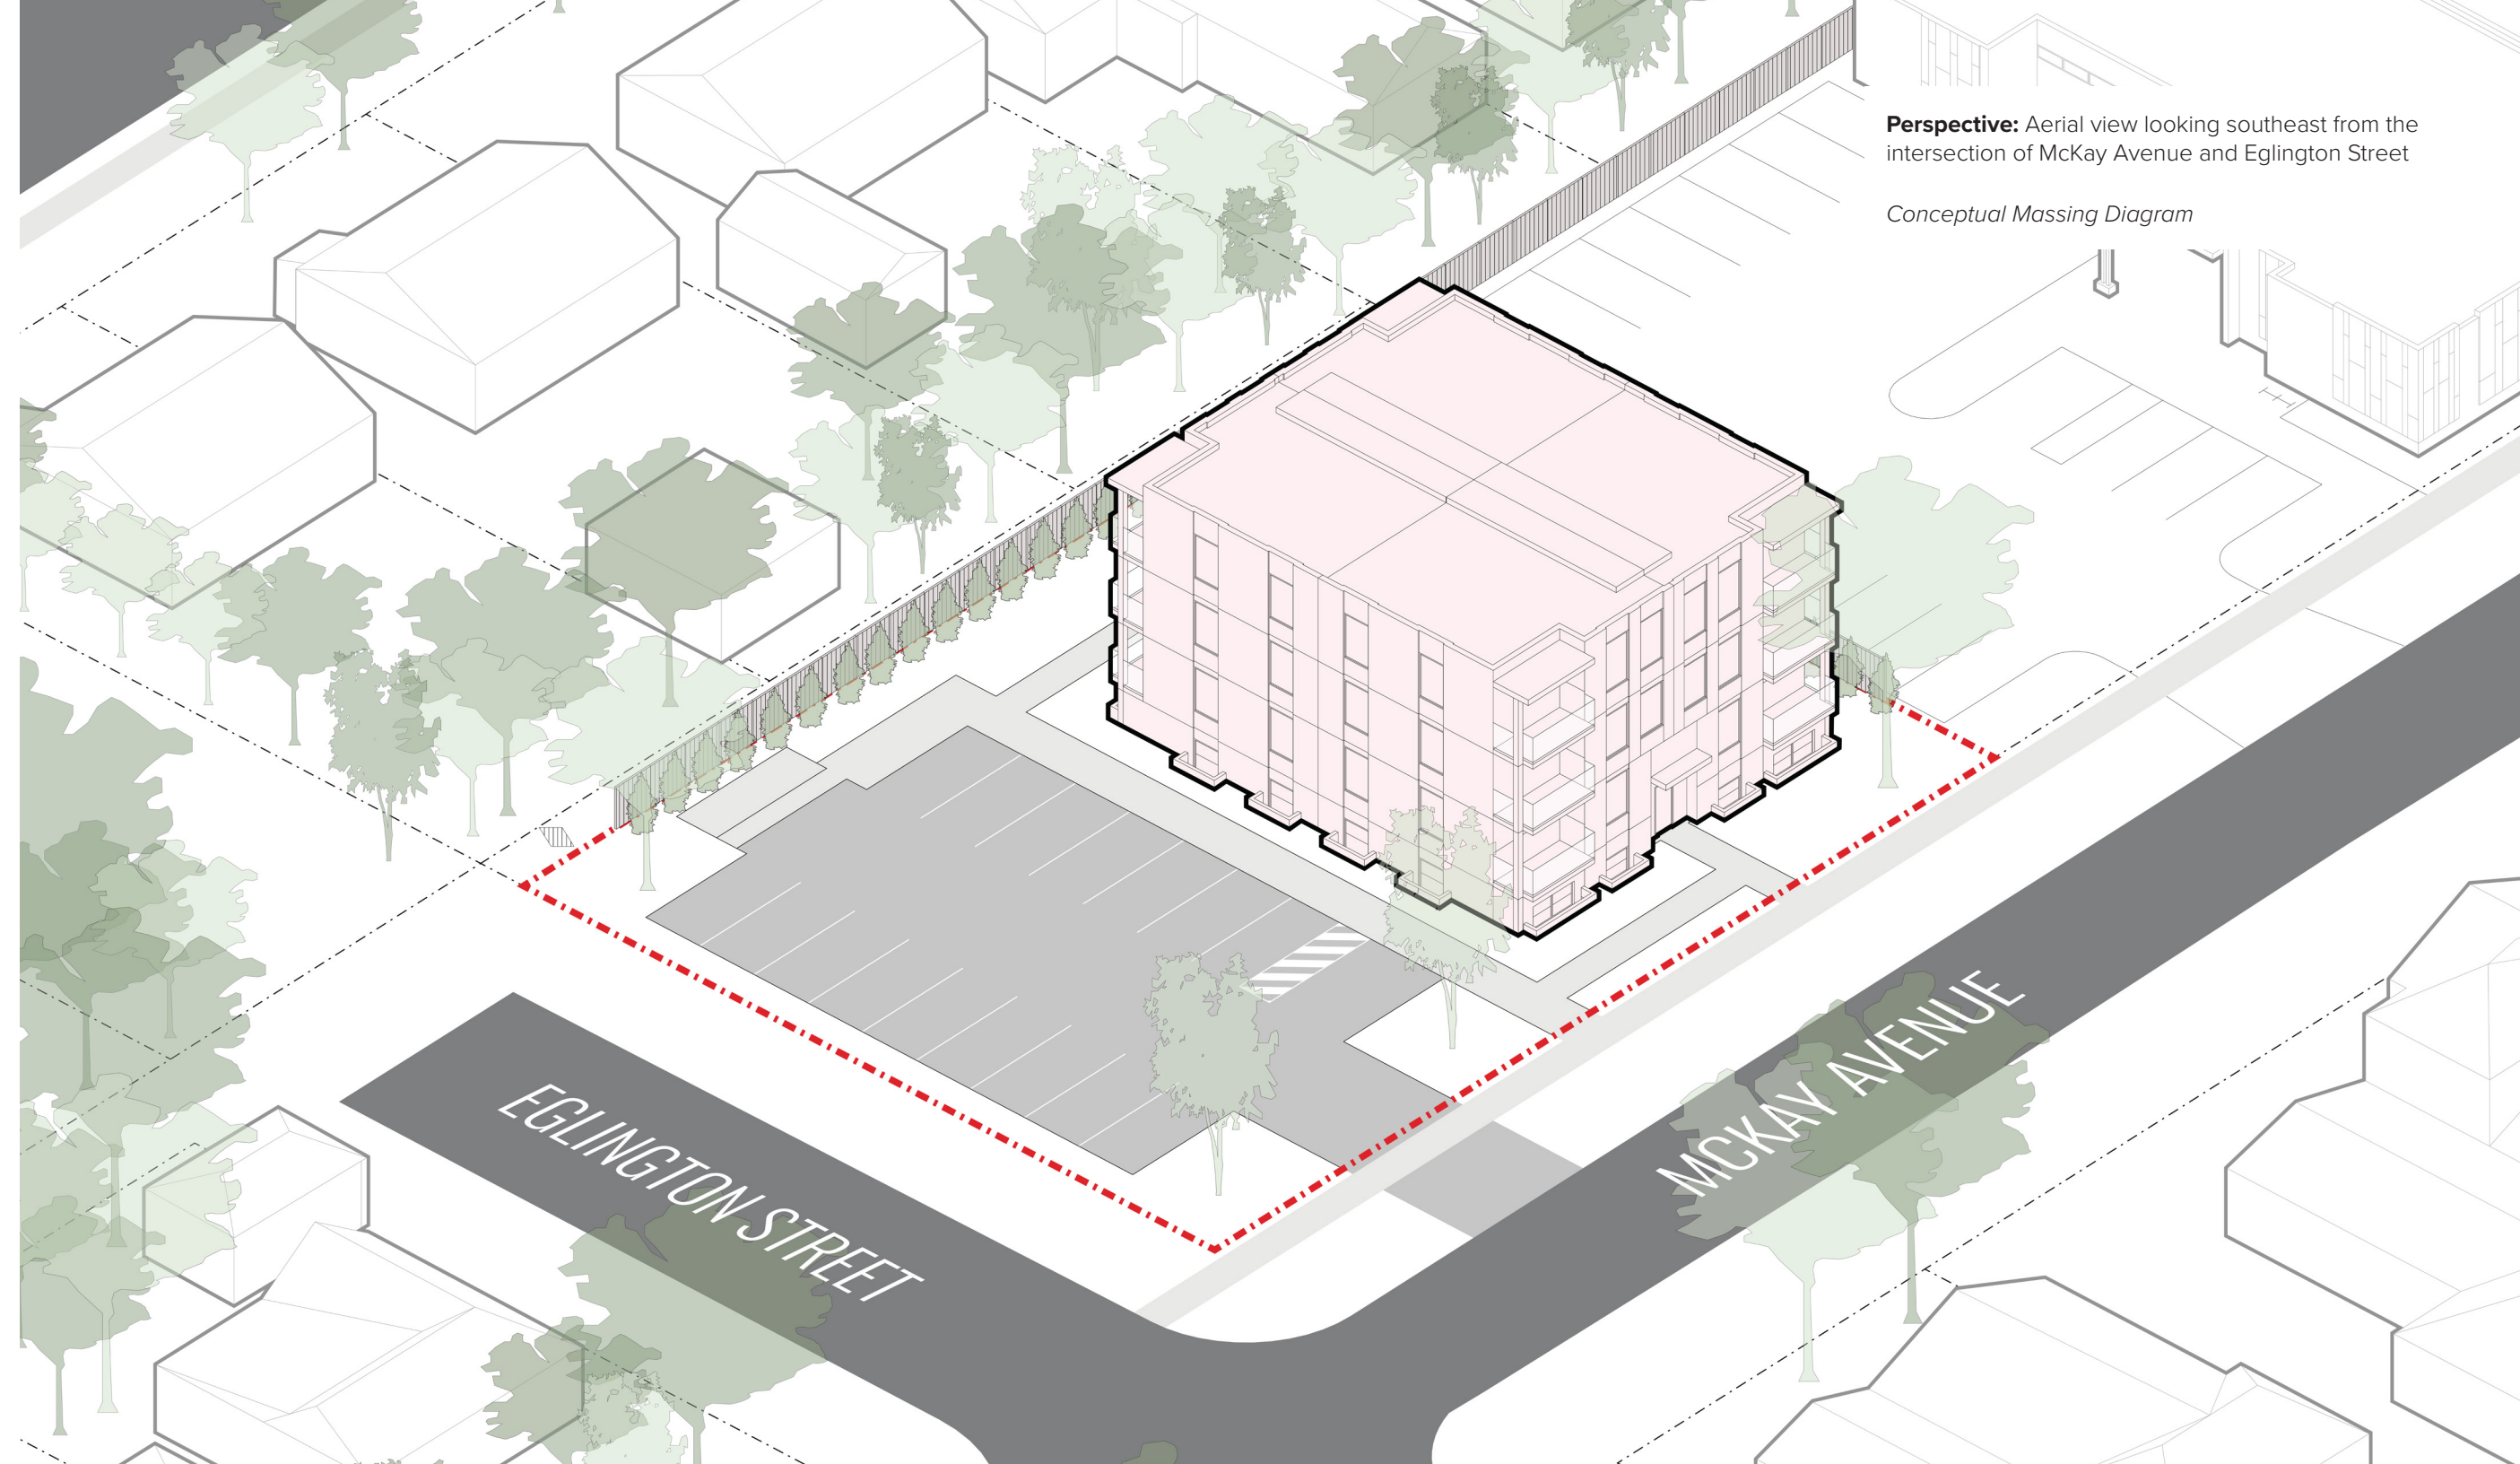 Perspective: Aerial view looking southeast from the
intersection of McKay Avenue and Eglington Street
Conceptual Massing Diagram
MCKAY AVENUE
EGLINGTON STREET